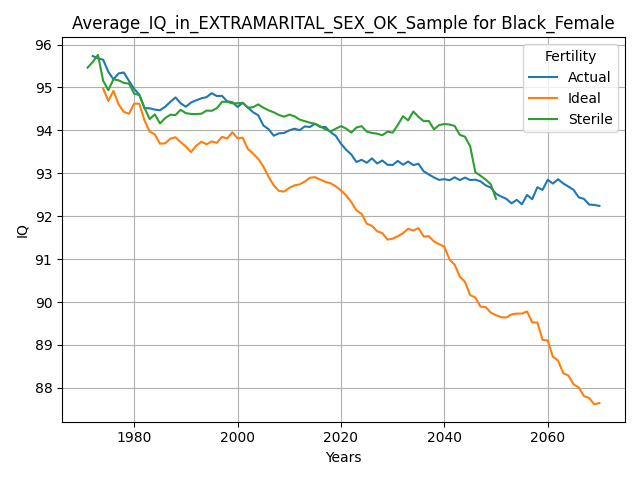 Average_IQ_in_EXTRAMARITAL_SEX_OK_Sample for Black_Female
Fertility
Actual
Ideal
Sterile
96
95
94
93
92
91
90
89
88
IQ
1980
2000
2020
2040
2060
Years